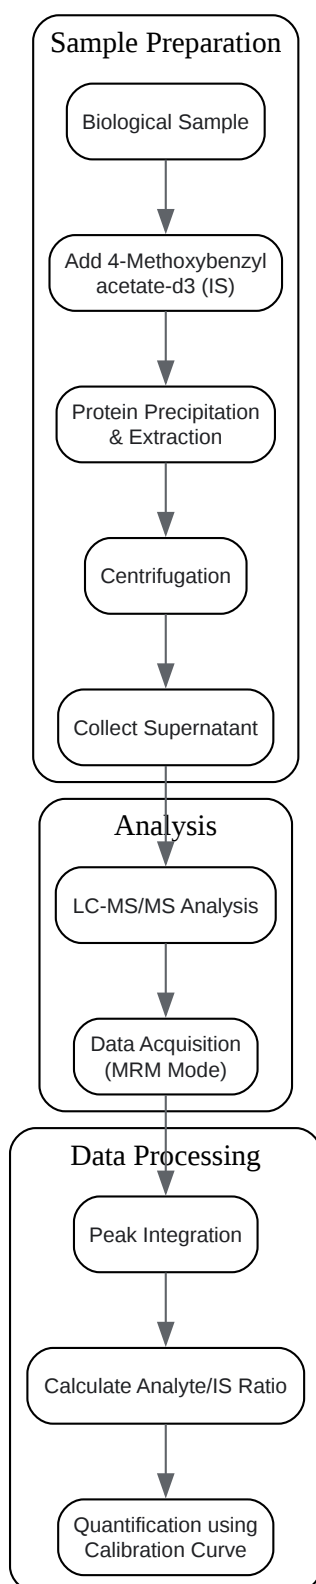 Sample Preparation
Biological Sample
Add 4-Methoxybenzyl
acetate-d3 (IS)
Protein Precipitation
& Extraction
Centrifugation
Collect Supernatant
Analysis
LC-MS/MS Analysis
Data Acquisition
(MRM Mode)
Data Processing
Peak Integration
Calculate Analyte/IS Ratio
Quantification using
Calibration Curve